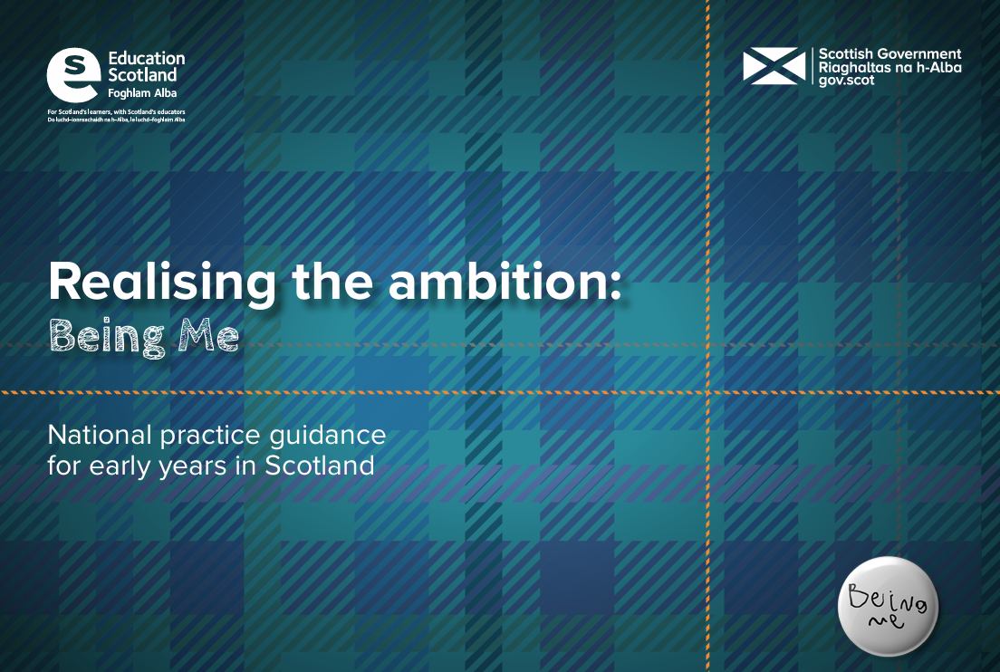 Education
Scotland
Foghlam Alba
For Scotland's learners, with Scotland's educators
Do luchd-ionnsachaidh na h-Alba, le luchd-foghlaim Alba
Scottish Government
Riaghaltas na h-Alba
gov.scot
Realising the ambition:
Being Me
National practice guidance
for early years in Scotland
Being
me